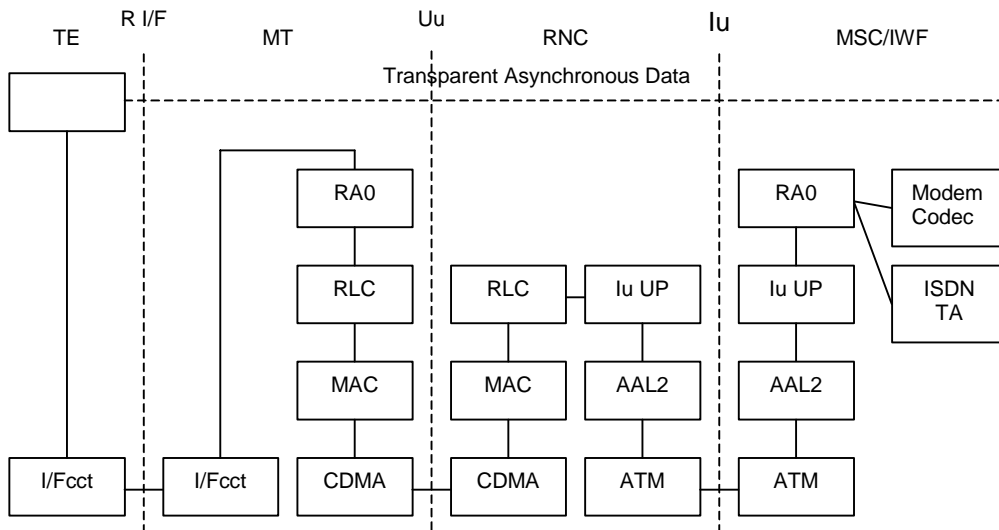 R I/F Uu Iu
TE MT RNC MSC/IWF
Transparent Asynchronous Data
RA0 RA0 Modem
Codec
RLC RLC Iu UP Iu UP ISDN
TA
MAC MAC AAL2 AAL2
I/Fcct I/Fcct CDMA CDMA ATM ATM